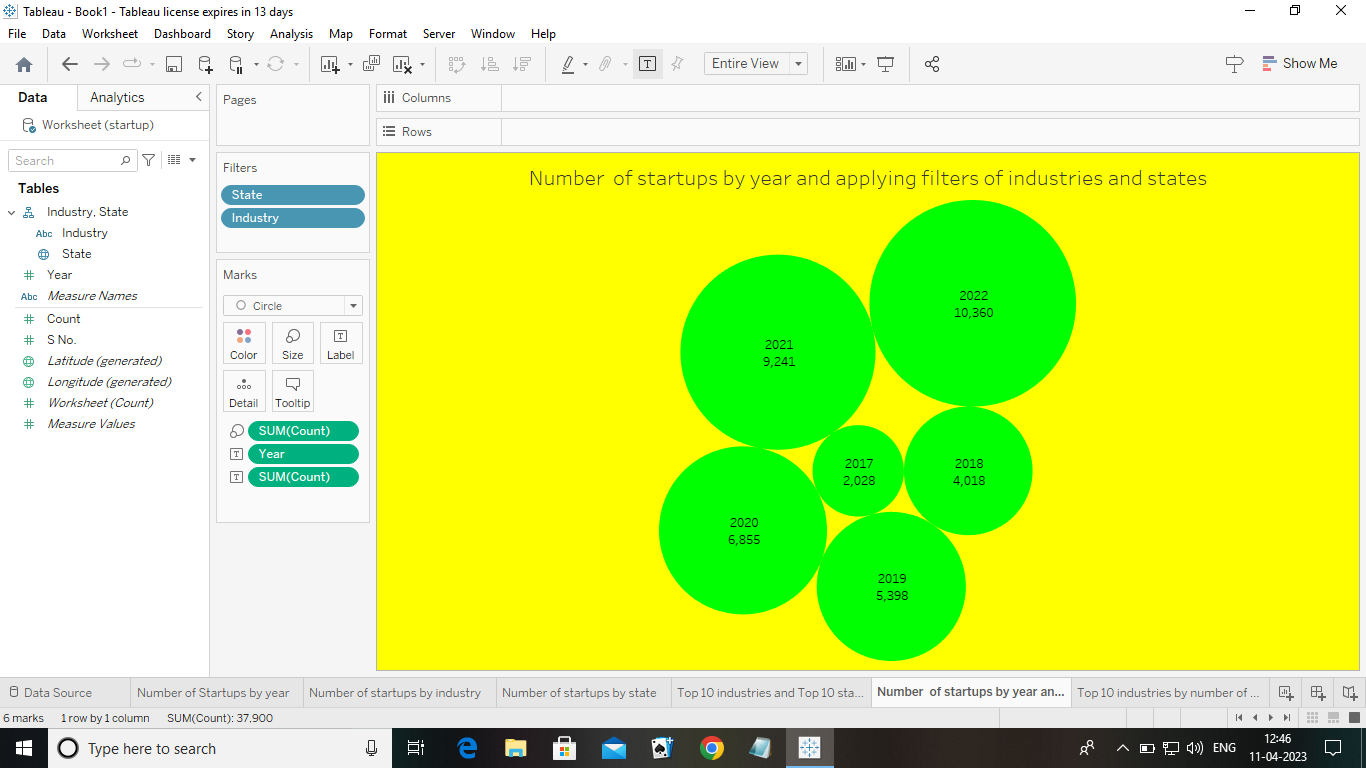 Tableau - Book1 - Tableau license expires in 13 days
File Data Worksheet Dashboard Story Analysis Map Format Server Window Help
Entire View
Show Me
Data Analytics
Worksheet (startup)
Search
Tables
Industry, State
Abc Industry
State
Year
Abc Measure Names
Count
S No.
Latitude (generated)
Longitude (generated)
Worksheet (Count)
Measure Values
Pages
Filters
State
Industry
Marks
Circle
Color Size Label
Detail Tooltip
SUM(Count)
Year
SUM(Count)
Columns
Rows
Number  of startups by year and applying filters of industries and states
2022
10,360
2021
9,241
2017
2,028
2018
4,018
2020
6,855
2019
5,398
Data Source Number of Startups by year Number of startups by industry Number of startups by state Top 10 industries and Top 10 sta... Number  of startups by year an... Top 10 industries by number of ...
6 marks 1 row by 1 column SUM(Count): 37,900
Type here to search
ENG
12:46
11-04-2023